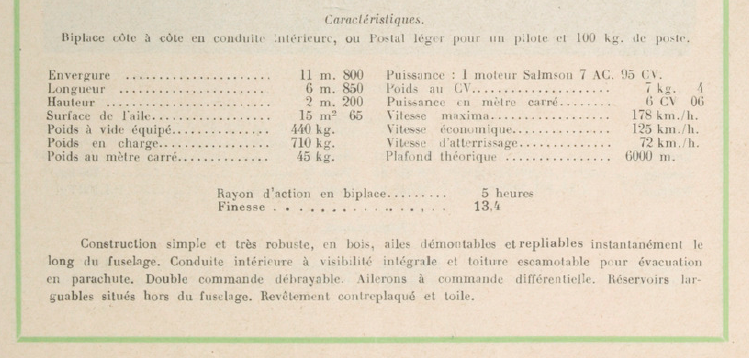 Caractéristiques.
Biplace côte à côte en conduite intérieure, ou Postal léger pour un pilote et 100 kg. de poste.
Envergure ...................... 11 m. 800
Longueur ...................... 6 m. 850
Hauteur ...................... 2 m. 200
Surface de l'aile.................. 15 m² 65
Poids à vide équipé.............. 440 kg.
Poids en charge................. 710 kg.
Poids au mètre carré.............. 45 kg.
Puissance : 1 moteur Salmson 7 AC. 95 CV.
Poids au CV..................... 7 kg. 4
Puissance en mètre carré........ 6 CV 06
Vitesse maxima.................. 178 km./h.
Vitesse économique............... 125 km./h.
Vitesse d'atterrissage.............. 72 km./h.
Plafond théorique ................ 6000 m.
Rayon d'action en biplace......... 5 heures
Finesse .................. 13,4
Construction simple et très robuste, en bois, ailes démontables et repliables instantanément le
long du fuselage. Conduite intérieure à visibilité intégrale et toiture escamotable pour évacuation
en parachute. Double commande débrayable. Ailerons à commande différentielle. Réservoirs lar-
guables situés hors du fuselage. Revêtement contreplaqué et toile.